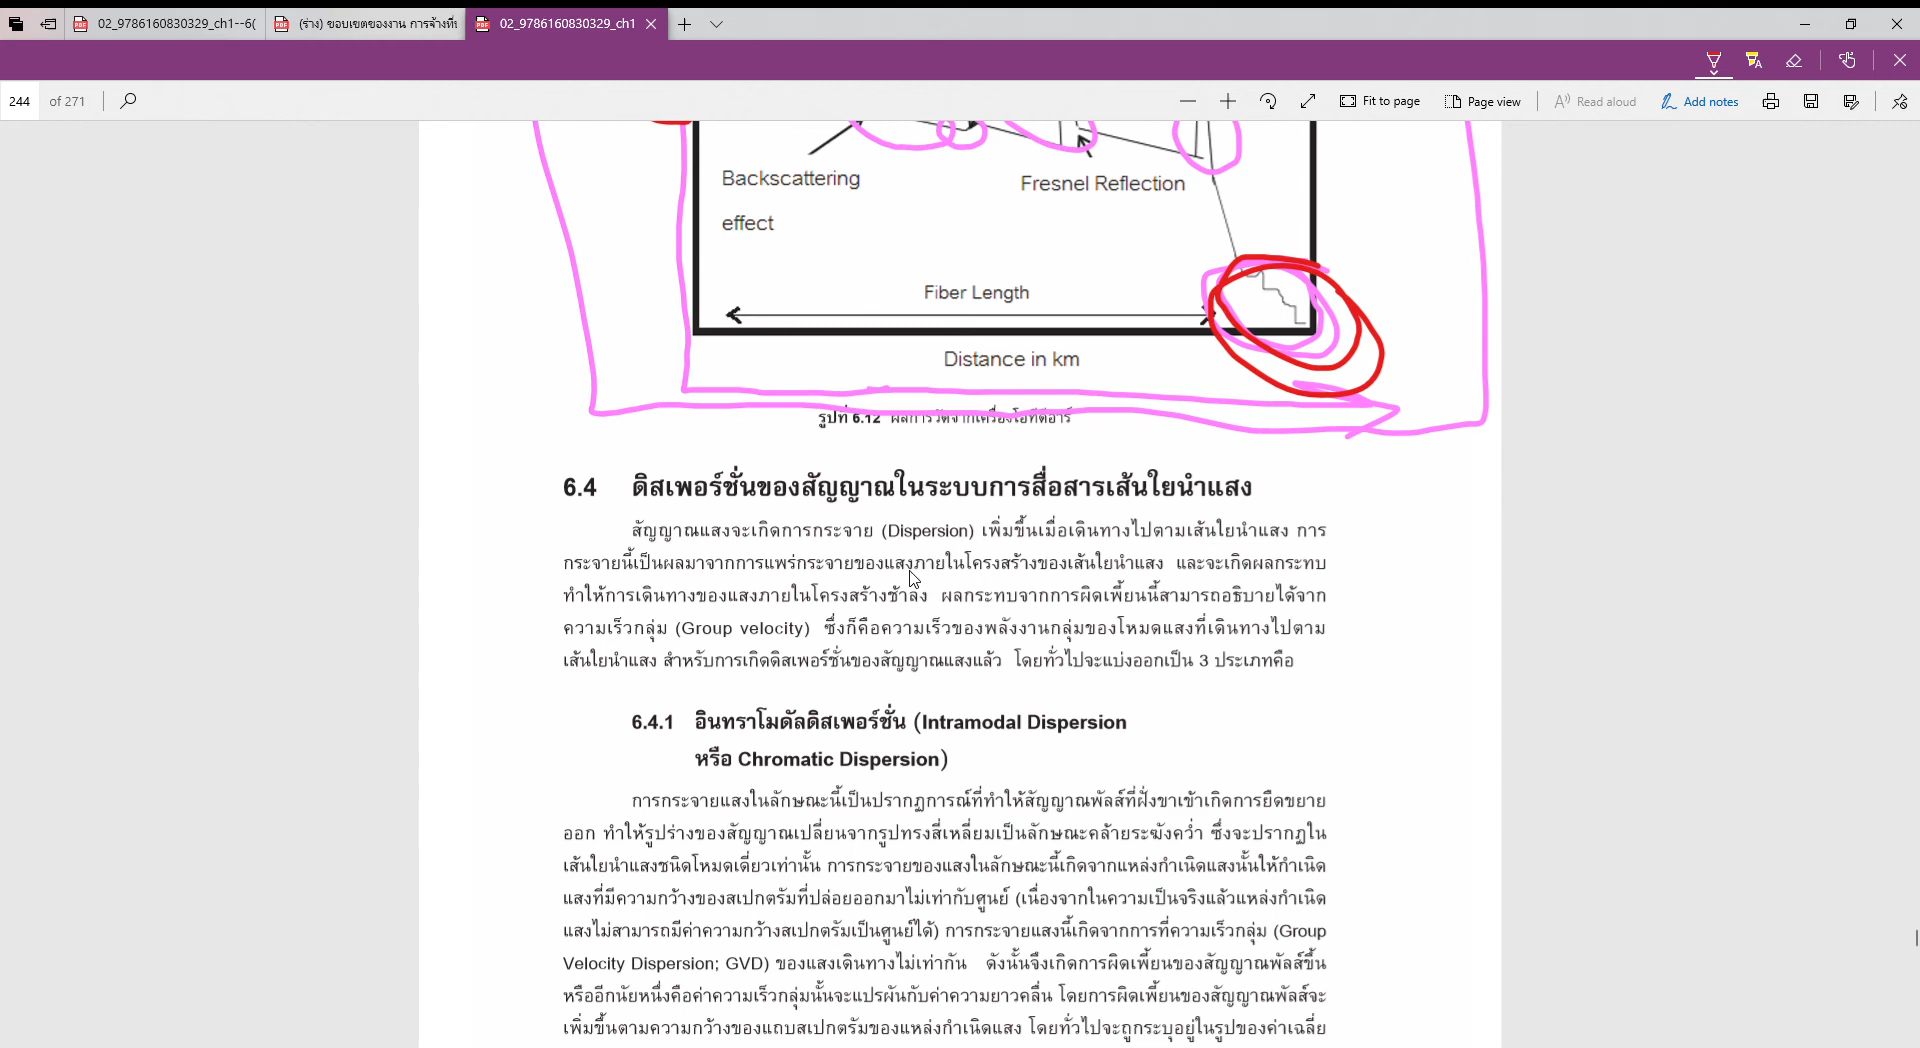 02_9786160830329_ch1--6(
(ร่าง) ขอบเขตของงาน การจ้างที่ป
02_9786160830329_ch1
244 of 271
Fit to page
Page view
Read aloud
Add notes
Backscattering
effect
Fresnel Reflection
Fiber Length
Distance in km
รูปที่ 6.12 ผลการวัดจากเครื่องโอทีดีอาร์
6.4 ดิสเพอร์ชั่นของสัญญาณในระบบการสื่อสารเส้นใยนำแสง
สัญญาณแสงจะเกิดการกระจาย (Dispersion) เพิ่มขึ้นเมื่อเดินทางไปตามเส้นใยนำแสง การ
กระจายนี้เป็นผลมาจากการแพร่กระจายของแสงภายในโครงสร้างของเส้นใยนำแสง และจะเกิดผลกระทบ
ทำให้การเดินทางของแสงภายในโครงสร้างช้าลง ผลกระทบจากการผิดเพี้ยนนี้สามารถอธิบายได้จาก
ความเร็วกลุ่ม (Group velocity) ซึ่งก็คือความเร็วของพลังงานกลุ่มของโหมดแสงที่เดินทางไปตาม
เส้นใยนำแสง สำหรับการเกิดดิสเพอร์ชั่นของสัญญาณแสงแล้ว โดยทั่วไปจะแบ่งออกเป็น 3 ประเภทคือ
6.4.1 อินทราโมดัลดิสเพอร์ชั่น (Intramodal Dispersion
หรือ Chromatic Dispersion)
การกระจายแสงในลักษณะนี้เป็นปรากฏการณ์ที่ทำให้สัญญาณพัลส์ที่ฝั่งขาเข้าเกิดการยืดขยาย
ออก ทำให้รูปร่างของสัญญาณเปลี่ยนจากรูปทรงสี่เหลี่ยมเป็นลักษณะคล้ายระฆังคว่ำ ซึ่งจะปรากฏใน
เส้นใยนำแสงชนิดโหมดเดี่ยวเท่านั้น การกระจายของแสงในลักษณะนี้เกิดจากแหล่งกำเนิดแสงนั้นให้กำเนิด
แสงที่มีความกว้างของสเปกตรัมที่ปล่อยออกมาไม่เท่ากับศูนย์ (เนื่องจากในความเป็นจริงแล้วแหล่งกำเนิด
แสงไม่สามารถมีค่าความกว้างสเปกตรัมเป็นศูนย์ได้) การกระจายแสงนี้เกิดจากการที่ความเร็วกลุ่ม (Group
Velocity Dispersion; GVD) ของแสงเดินทางไม่เท่ากัน ดังนั้นจึงเกิดการผิดเพี้ยนของสัญญาณพัลส์ขึ้น
หรืออีกนัยหนึ่งคือค่าความเร็วกลุ่มนั้นจะแปรผันกับค่าความยาวคลื่น โดยการผิดเพี้ยนของสัญญาณพัลส์จะ
เพิ่มขึ้นตามความกว้างของแถบสเปกตรัมของแหล่งกำเนิดแสง โดยทั่วไปจะถูกระบุอยู่ในรูปของค่าเฉลี่ย